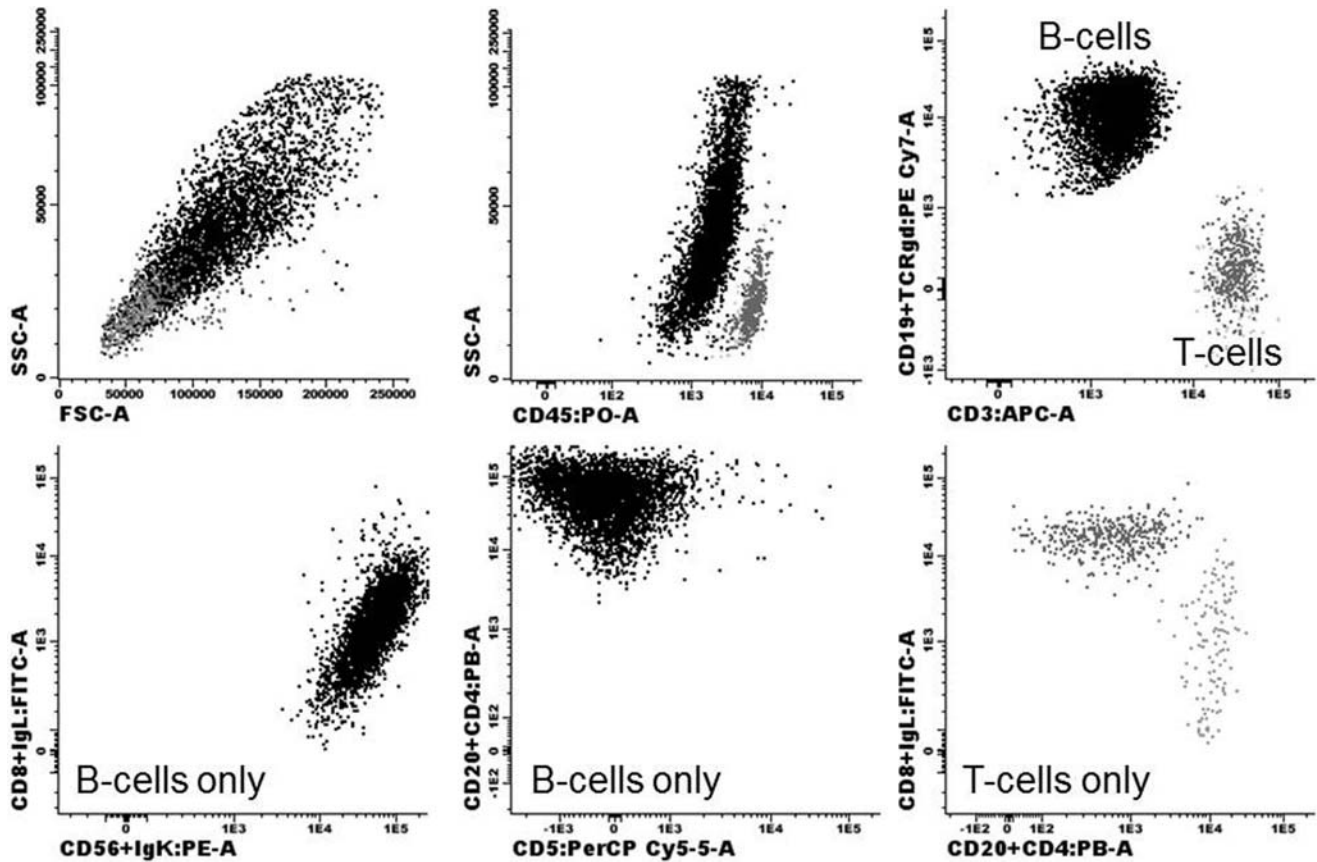 SSC-A
0
50000
100000
250000
0
50000
100000
150000
200000
250000
FSC-A
SSC-A
0
50000
100000
250000
0
1E2
1E3
1E4
1E5
CD45:PO-A
B-cells
T-cells
CD19+TCRgd:PE Cy7-A
-1E3
0
1E3
1E4
1E5
0
1E3
1E4
1E5
CD3:APC-A
CD8+IgL:FITC-A
0
1E3
1E4
1E5
B-cells only
0
1E3
1E4
1E5
CD56+IgK:PE-A
CD20+CD4:PB-A
-1E2
0
1E2
1E3
1E4
1E5
B-cells only
-1E3
0
1E3
1E4
1E5
CD5:PerCP Cy5-5-A
CD8+IgL:FITC-A
0
1E3
1E4
1E5
T-cells only
-1E2
0
1E2
1E3
1E4
1E5
CD20+CD4:PB-A